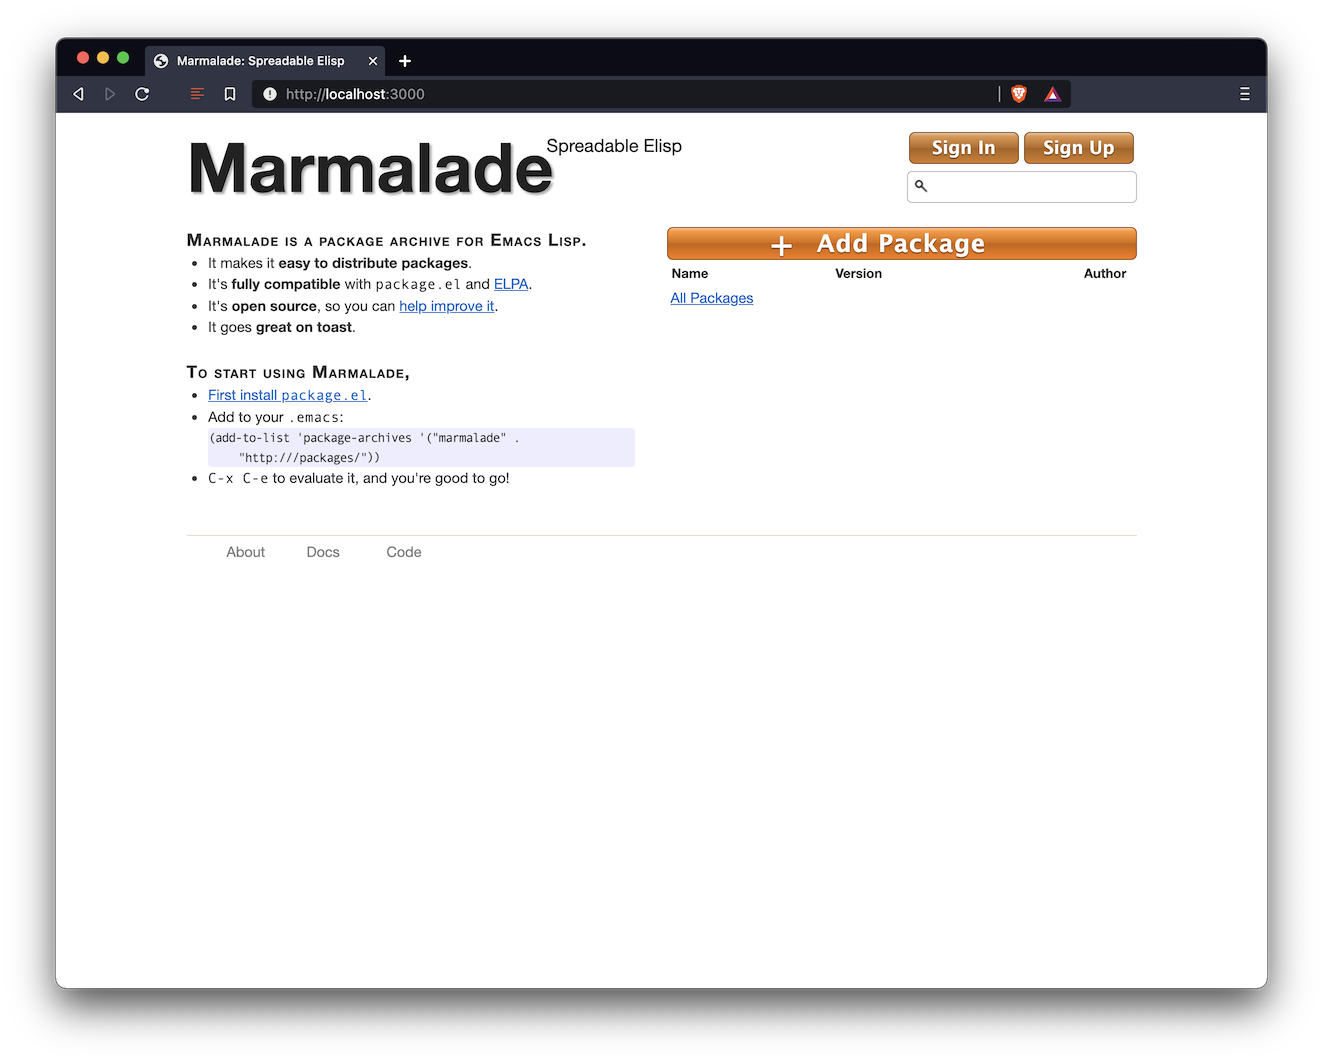 Marmalade: Spreadable Elisp
http://localhost:3000
Marmalade Spreadable Elisp
Sign In Sign Up
Marmalade is a package archive for Emacs Lisp.
It makes it easy to distribute packages.
It's fully compatible with package.el and ELPA.
It's open source, so you can help improve it.
It goes great on toast.
To start using Marmalade,
First install package.el.
Add to your .emacs:
(add-to-list 'package-archives '("marmalade" .
"http:///packages/"))
C-x C-e to evaluate it, and you're good to go!
+ Add Package
Name Version Author
All Packages
About Docs Code